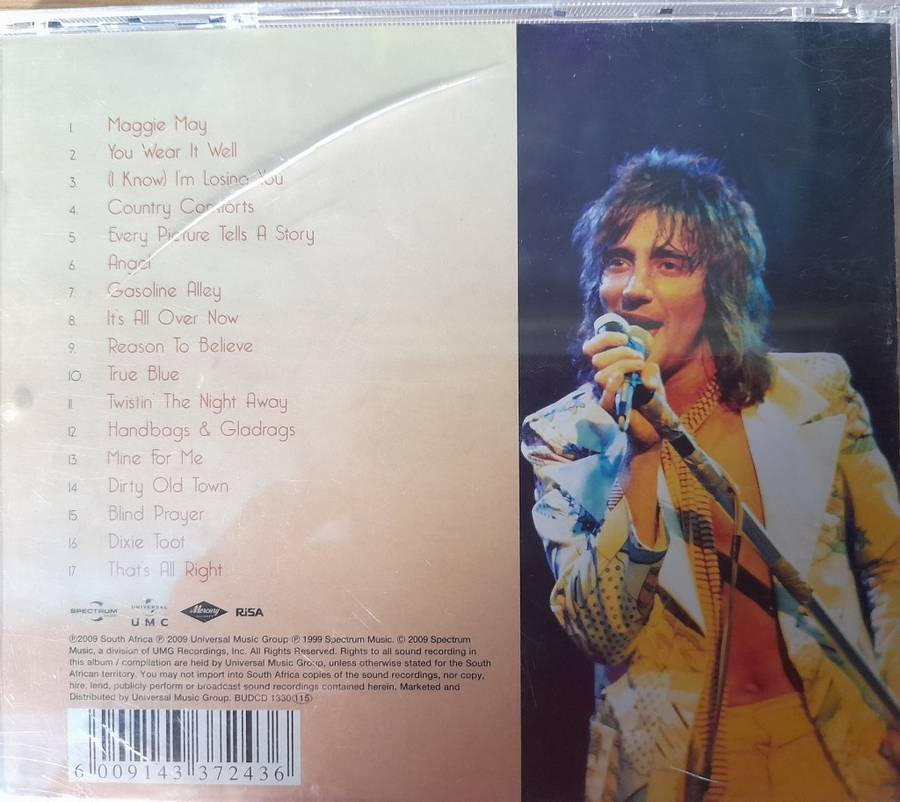 1. Maggie May
2. You Wear It Well
3. (I Know) I'm Losing You
4. Country Comforts
5. Every Picture Tells A Story
6. Angel
7. Gasoline Alley
8. It's All Over Now
9. Reason To Believe
10. True Blue
11. Twistin' The Night Away
12. Handbags & Gladrags
13. Mine For Me
14. Dirty Old Town
15. Blind Prayer
16. Dixie Toot
17. That's All Right
SPECTRUM UNIVERSAL UMC Mercury RiSA
℗2009 South Africa ℗ 2009 Universal Music Group ℗ 1999 Spectrum Music. © 2009 Spectrum
Music, a division of UMG Recordings, Inc. All Rights Reserved. Rights to all sound recording in
this album / compilation are held by Universal Music Group, unless otherwise stated for the South
African territory. You may not import into South Africa copies of the sound recordings, nor copy,
hire, lend, publicly perform or broadcast sound recordings contained herein. Marketed and
Distributed by Universal Music Group. BUDCD 1330(115)
6 009143 372436